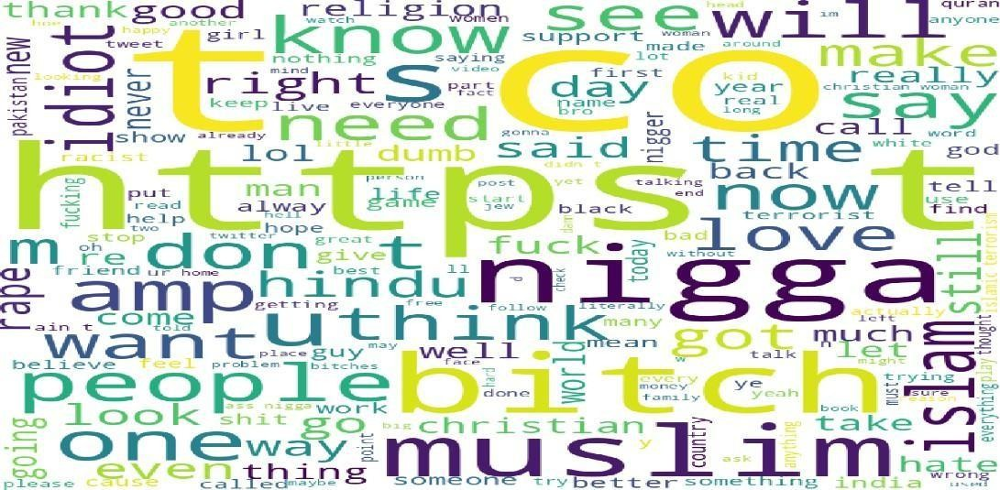 thank good religion see will quran
watch women head im anyone
happy another
hoe
tweet girl know support made around woman
t s co
nothing saying lot make
looking mind video
idiot right part first kid really
fact day year christian woman
new never keep live everyone name real say
pakistan bro long
already need gonna call word
show lol little said nigger time white god
racist dumb
https t
didn t
fucking put man person post yet talking back now tell
read alway life start end use
help game jew black terrorist find
two hell damn
stop hope fuck bad love
twitter
m oh re don t great give today without still
friend ur home best ll nigga islamic terrorism
rape amp hindu d check
getting free follow literally actually
come u think many left
ain t told got much thought
want place guy may well mean talk n let
face might
believe feel problem bitches world w
people bitch every ye trying islam
hard done money yeah must sure play
family reason everything
look ass nigga work book
shit go big christian take
going one way point y country anything hate
muslim ask
even thing wrong
please cause called maybe someone try better something india